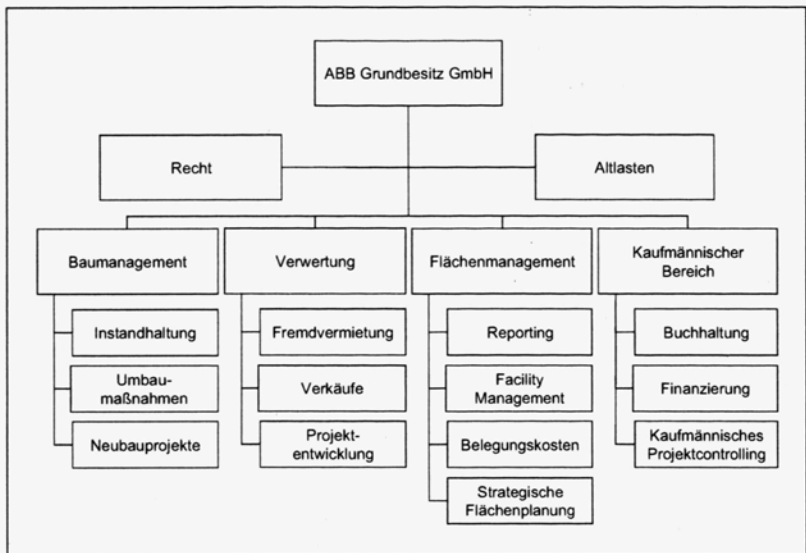 ABB Grundbesitz GmbH
Recht
Altlasten
Baumanagement
Verwertung
Flächenmanagement
Kaufmännischer
Bereich
Instandhaltung
Umbau-
maßnahmen
Neubauprojekte
Fremdvermietung
Verkäufe
Projekt-
entwicklung
Reporting
Facility
Management
Belegungskosten
Strategische
Flächenplanung
Buchhaltung
Finanzierung
Kaufmännisches
Projektcontrolling